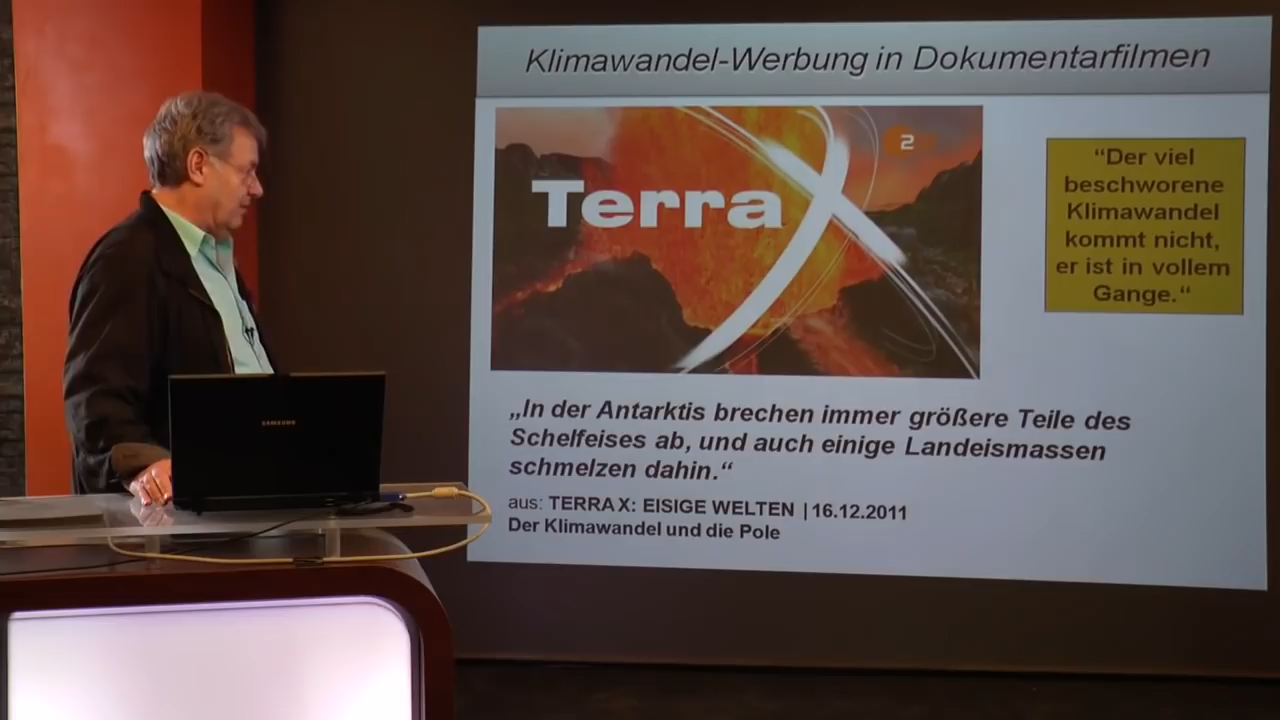 Klimawandel-Werbung in Dokumentarfilmen
2
Terra X
“Der viel
beschworene
Klimawandel
kommt nicht,
er ist in vollem
Gange.“
„In der Antarktis brechen immer größere Teile des
Schelfeises ab, und auch einige Landeismassen
schmelzen dahin.“
aus: TERRA X: EISIGE WELTEN | 16.12.2011
Der Klimawandel und die Pole
SAMSUNG